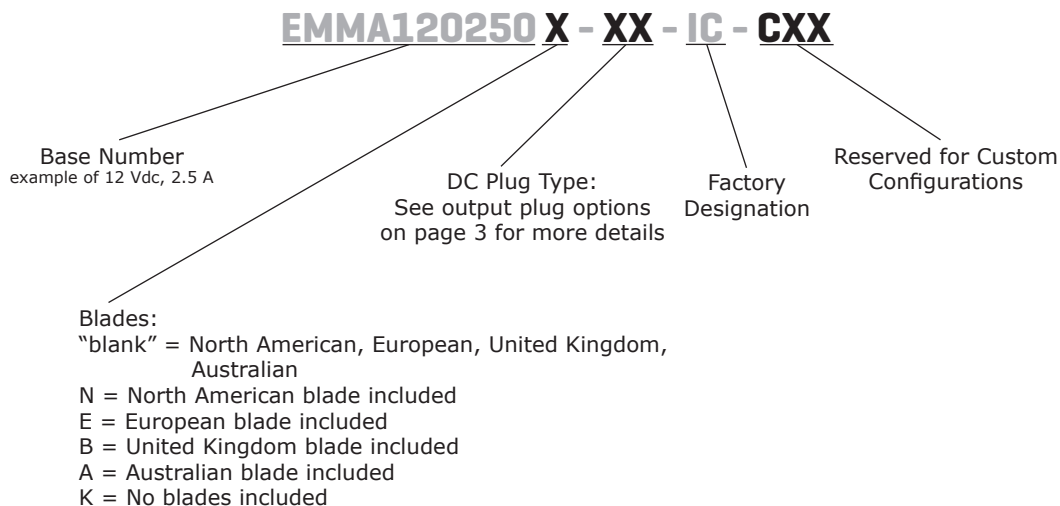 EMMA120250 X - XX - IC - CXX
Base Number
example of 12 Vdc, 2.5 A
DC Plug Type:
See output plug options
on page 3 for more details
Factory
Designation
Reserved for Custom
Configurations
Blades:
“blank” = North American, European, United Kingdom,
Australian
N = North American blade included
E = European blade included
B = United Kingdom blade included
A = Australian blade included
K = No blades included